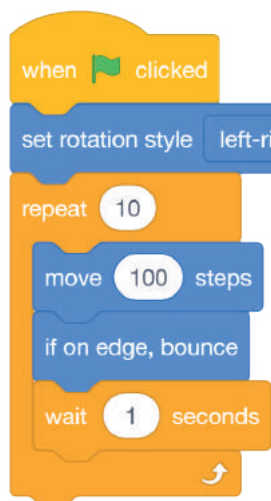 when clicked
set rotation style left-ri
repeat 10
move 100 steps
if on edge, bounce
wait 1 seconds